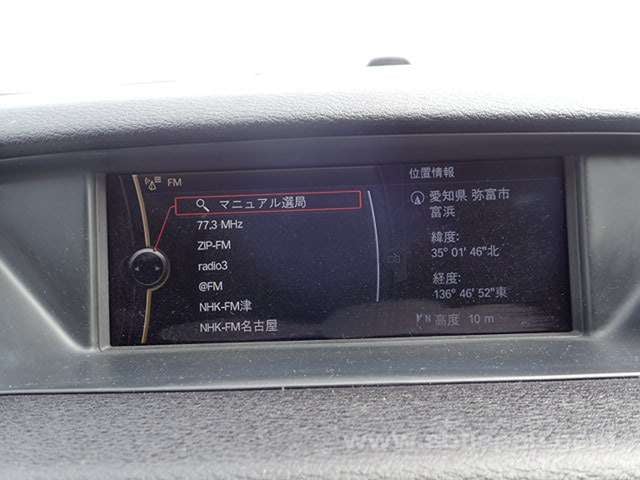 FM
マニュアル選局
77.3 MHz
ZIP-FM
radio3
@FM
NHK-FM津
NHK-FM名古屋
位置情報
愛知県 弥富市
富浜
緯度:
35° 01' 46"北
経度:
136° 46' 52"東
N 高度 10 m